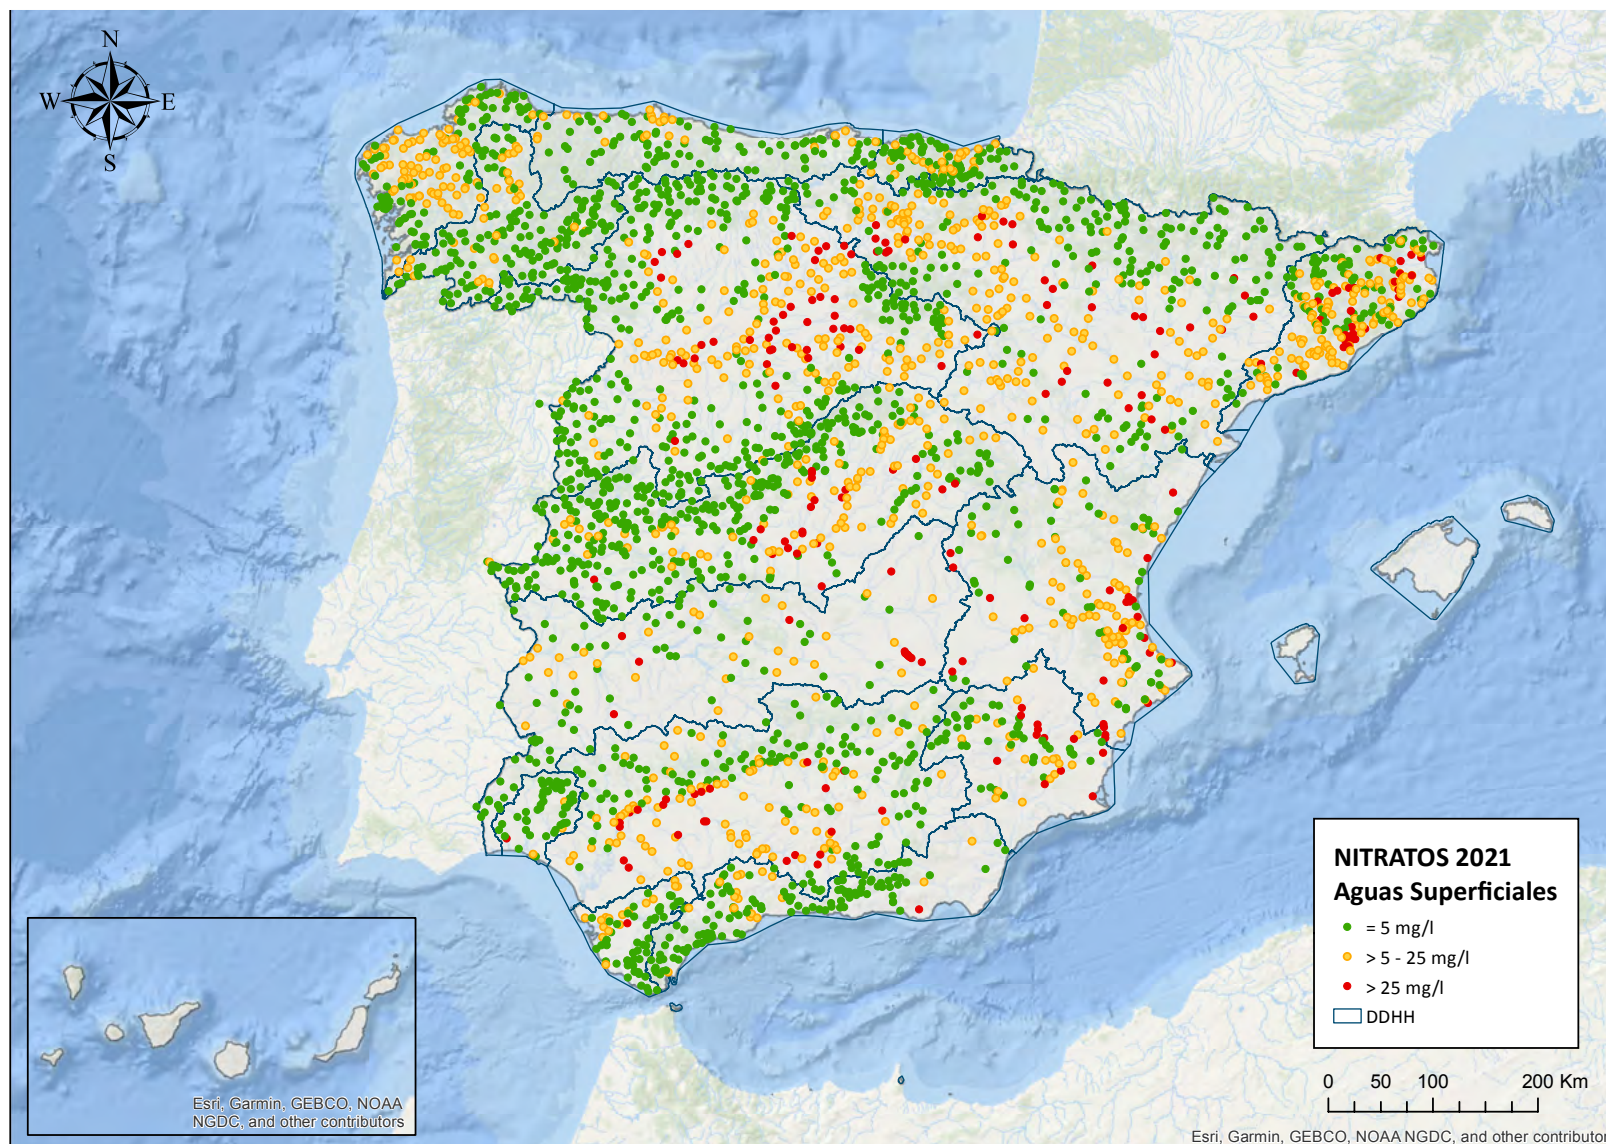 N
W E
S
NITRATOS 2021
Aguas Superficiales
= 5 mg/l
> 5 - 25 mg/l
> 25 mg/l
DDHH
0 50 100 200 Km
Esri, Garmin, GEBCO, NOAA
NGDC, and other contributors
Esri, Garmin, GEBCO, NOAA NGDC, and other contributor